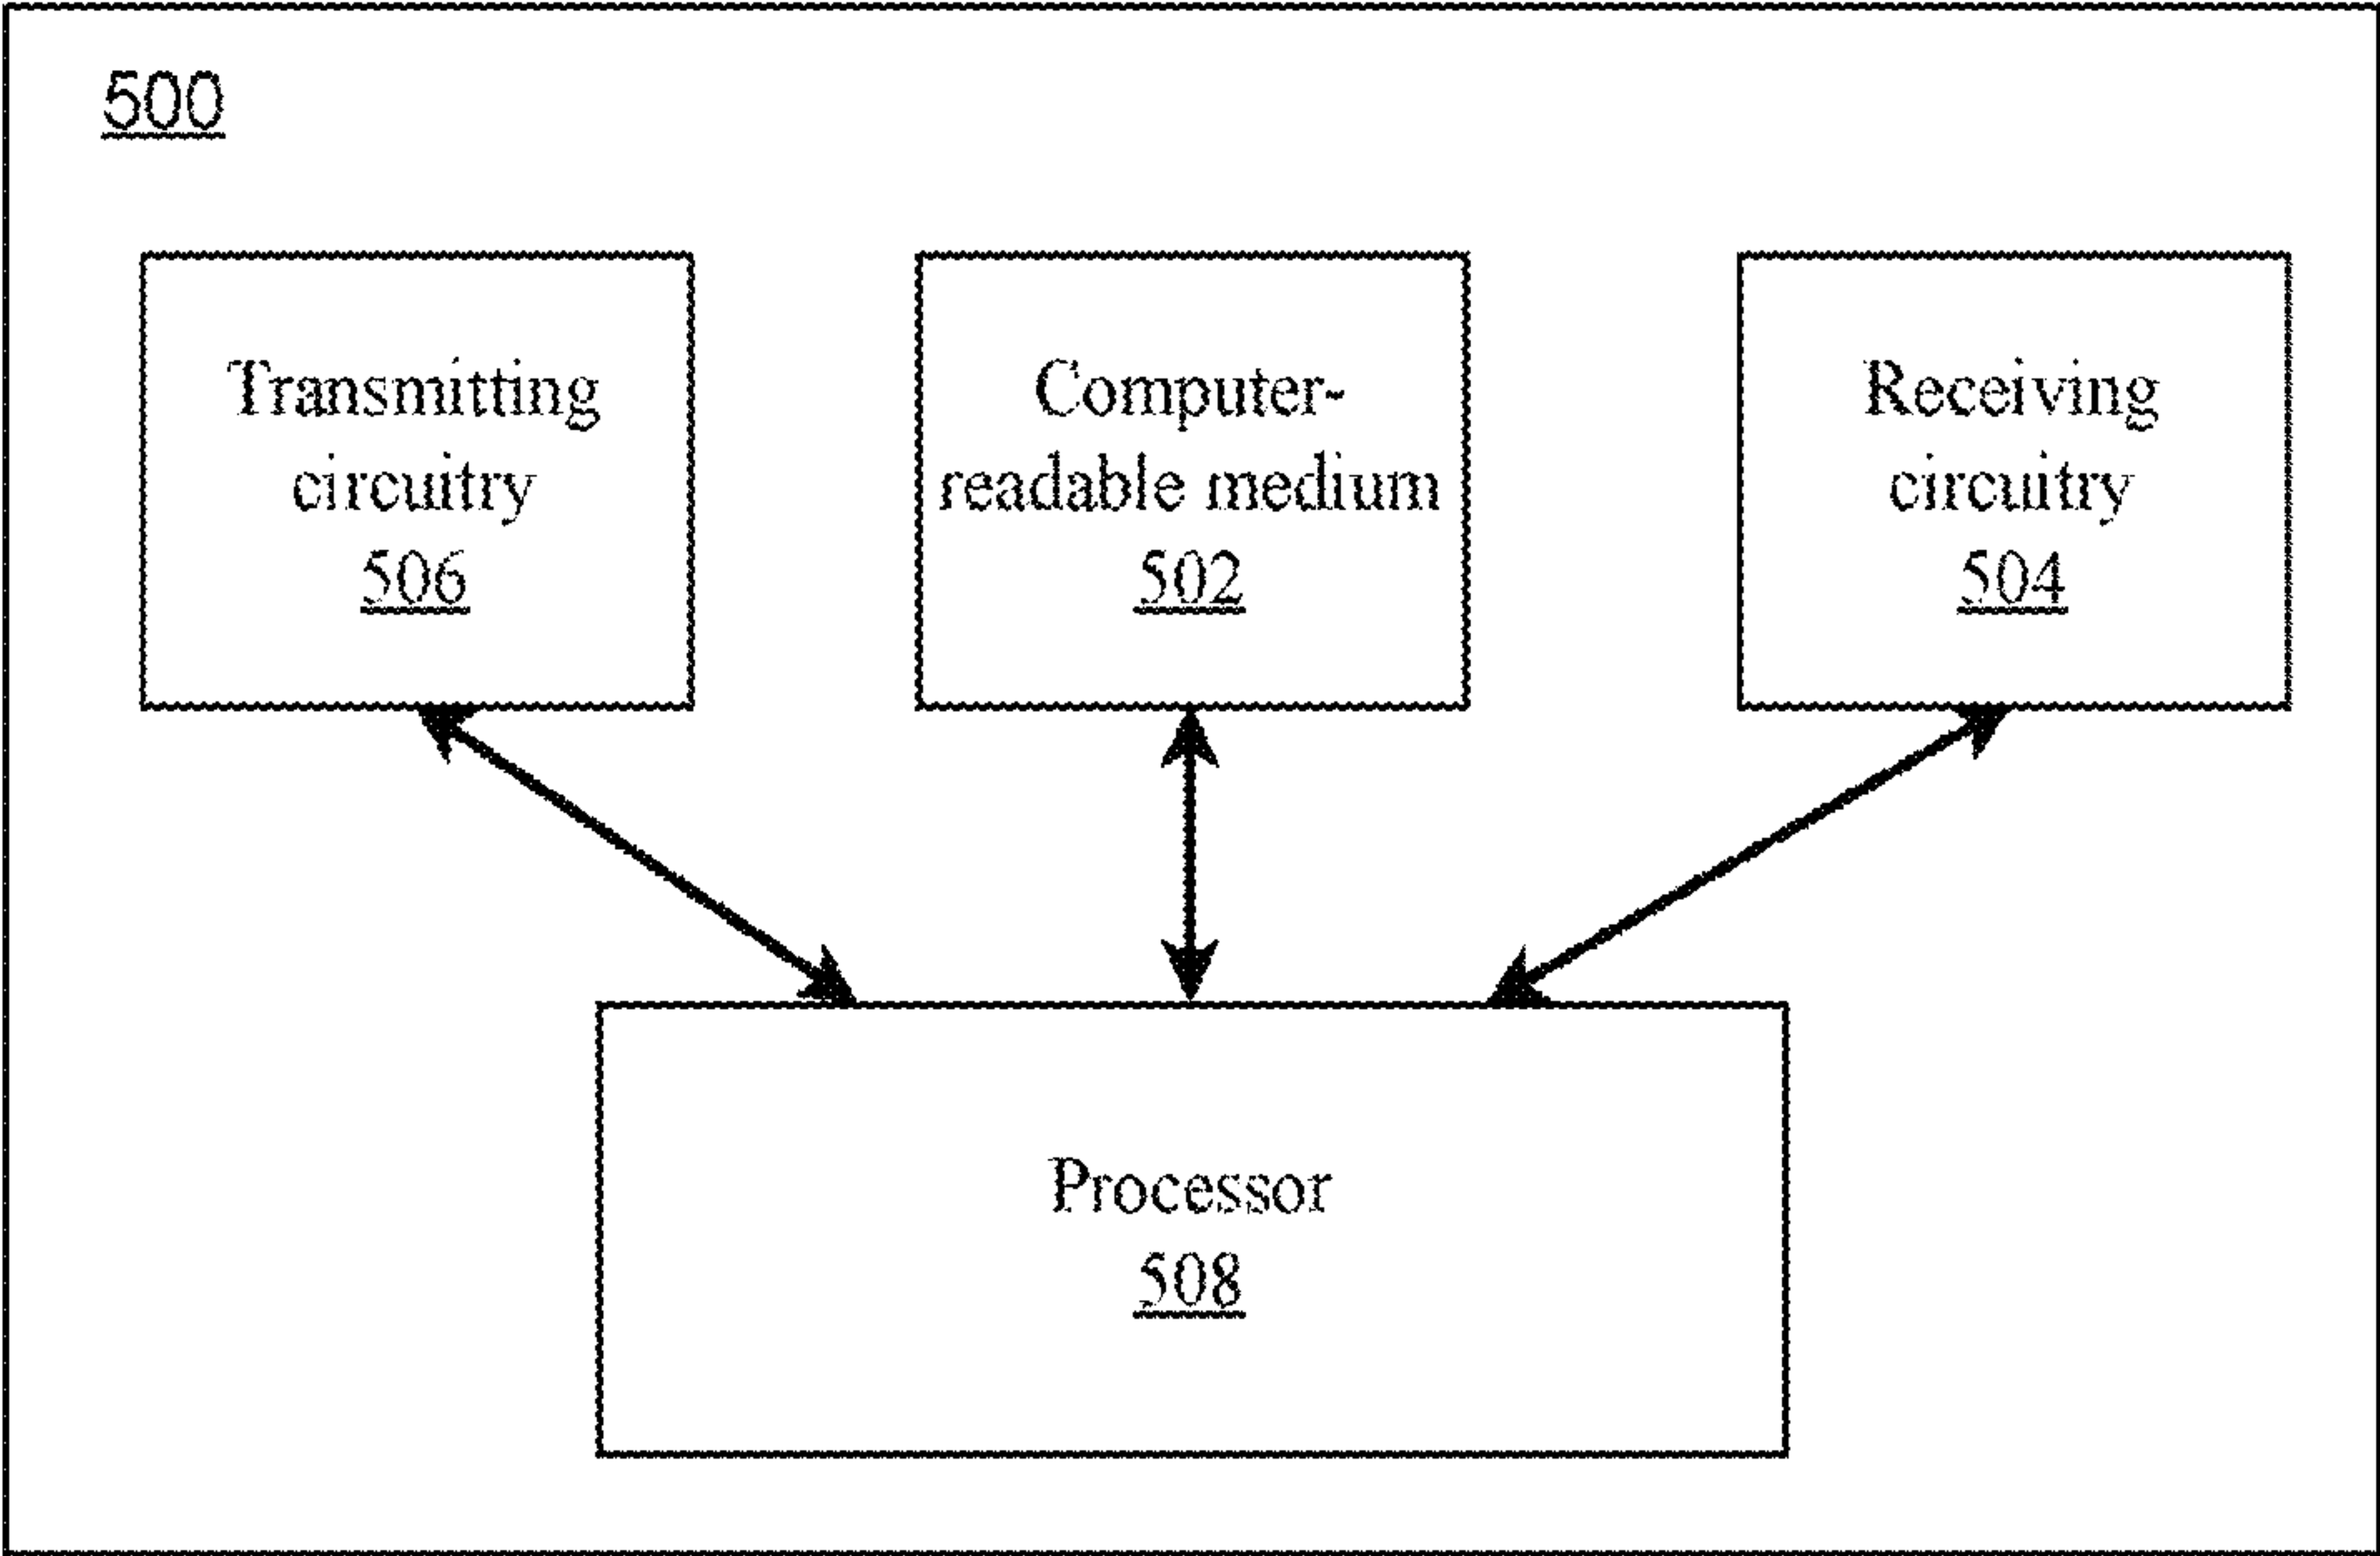 500
Transmitting
circuitry
506
Computer-
readable medium
502
Receiving
circuitry
504
Processor
508